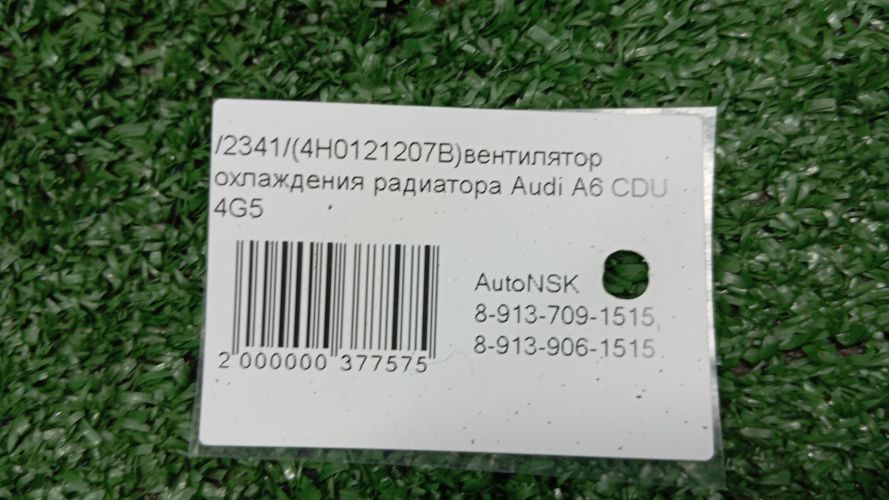 /2341/(4H0121207B)вентилятор
охлаждения радиатора Audi A6 CDU
4G5
AutoNSK
8-913-709-1515,
8-913-906-1515
2 000000 377575